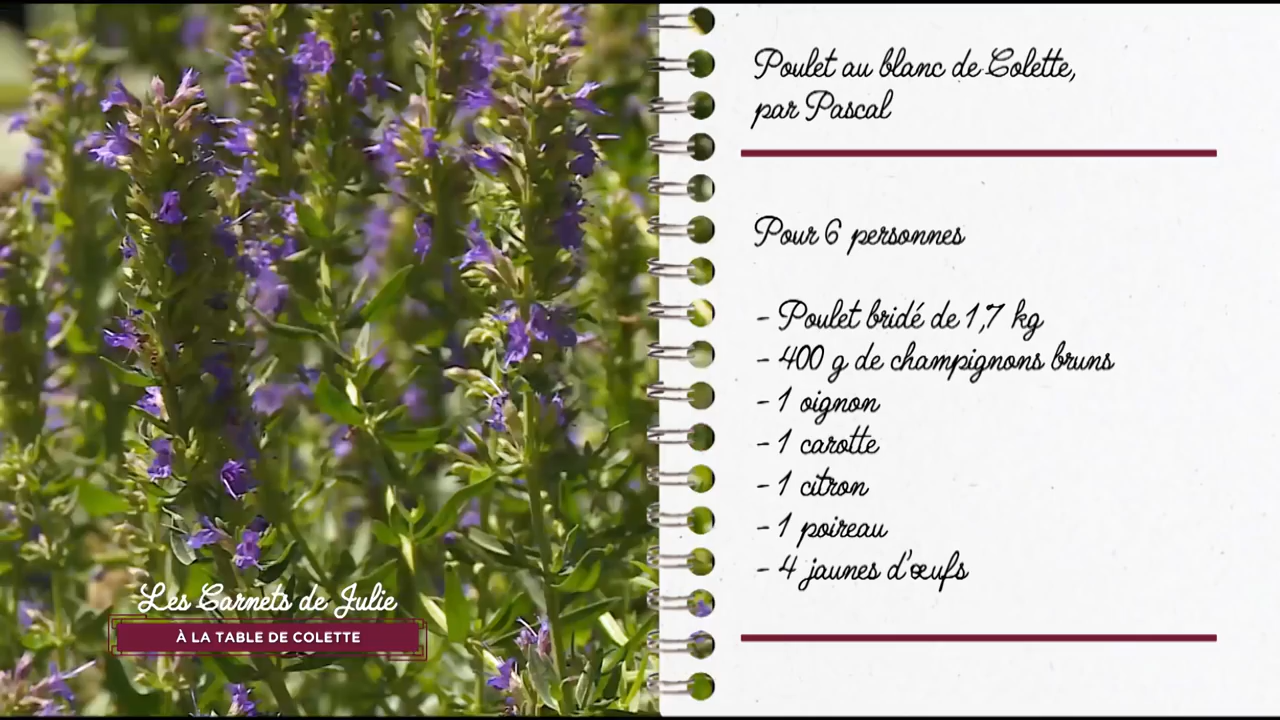 Poulet au blanc de Colette,
par Pascal
Pour 6 personnes
- Poulet bridé de 1,7 kg
- 400 g de champignons bruns
- 1 oignon
- 1 carotte
- 1 citron
- 1 poireau
- 4 jaunes d'œufs
Les Carnets de Julie
À LA TABLE DE COLETTE